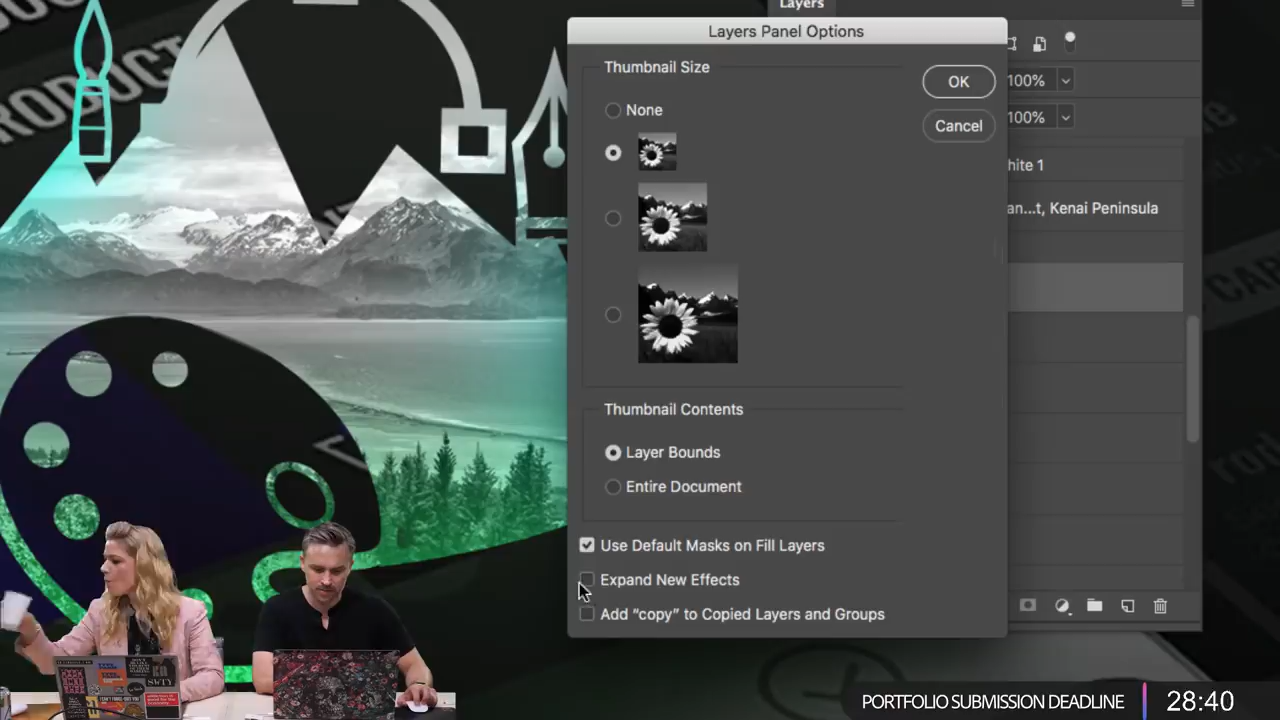 PRODUCT
Layers
Layers Panel Options
Thumbnail Size
OK
100%
None
Cancel
100%
hite 1
an...t, Kenai Peninsula
Thumbnail Contents
Layer Bounds
Entire Document
Use Default Masks on Fill Layers
Expand New Effects
Add “copy” to Copied Layers and Groups
SWTY
PORTFOLIO SUBMISSION DEADLINE
28:40